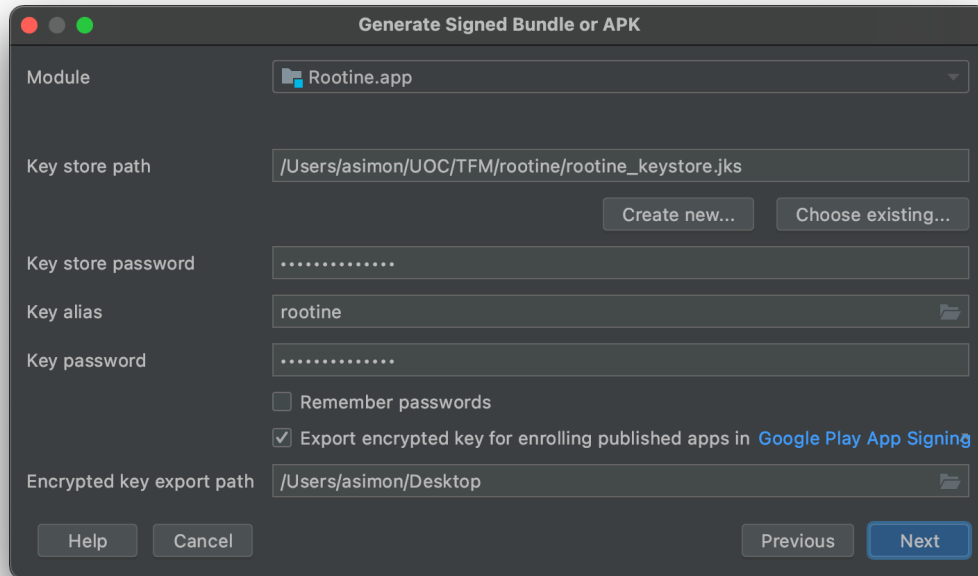 Generate Signed Bundle or APK
Module
Rootine.app
Key store path
/Users/asimon/UOC/TFM/rootine/rootine_keystore.jks
Create new...
Choose existing...
Key store password
••••••••••••••
Key alias
rootine
Key password
••••••••••••••
Remember passwords
Export encrypted key for enrolling published apps in Google Play App Signing
Encrypted key export path
/Users/asimon/Desktop
Help
Cancel
Previous
Next